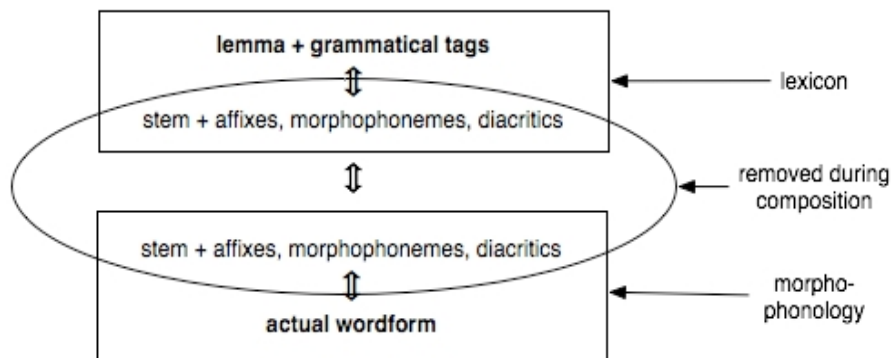 lemma + grammatical tags
lexicon
stem + affixes, morphophonemes, diacritics
removed during
composition
stem + affixes, morphophonemes, diacritics
morpho-
phonology
actual wordform